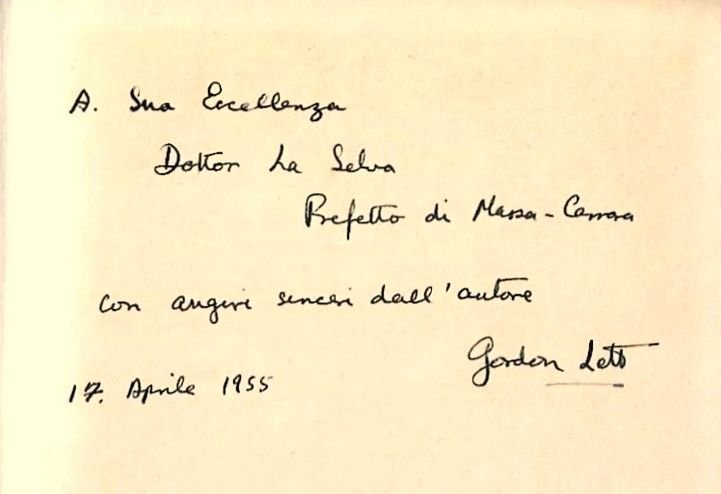 A. Sua Eccellenza
Dottor La Selva
Prefetto di Massa-Carrara
con auguri sinceri dall'autore
Gordon Lett
17. Aprile 1955